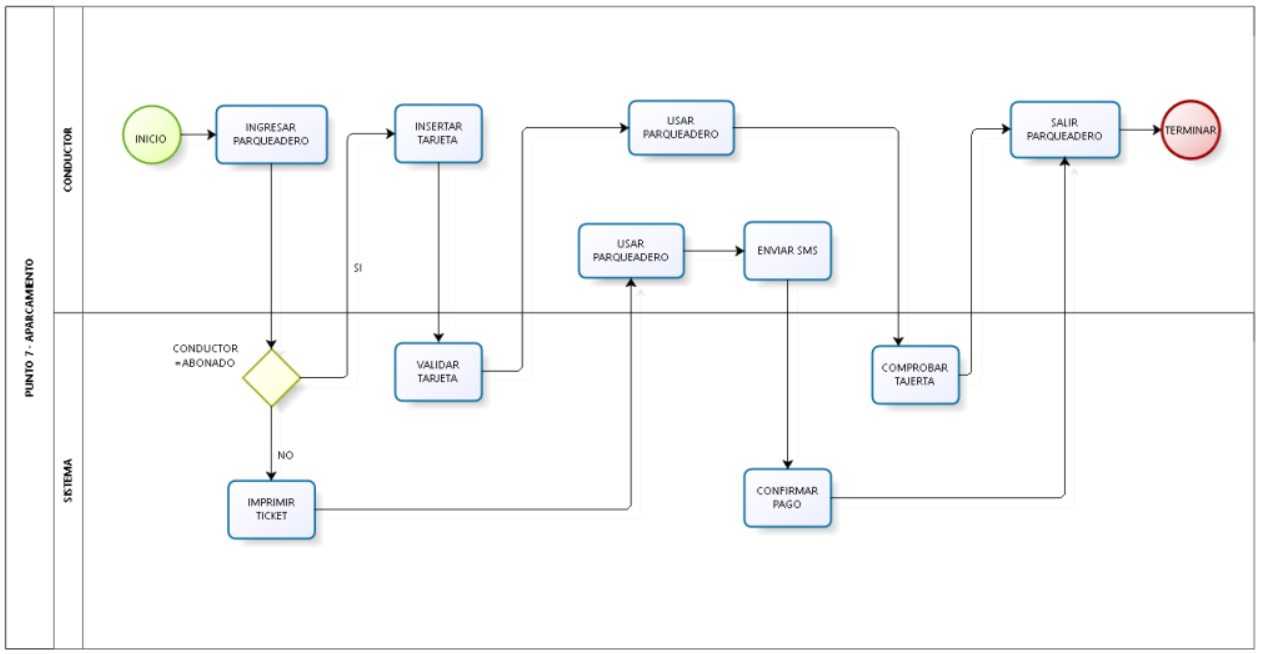 PUNTO 7 - APARCAMIENTO
CONDUCTOR
INICIO
INGRESAR
PARQUEADERO
INSERTAR
TARJETA
USAR
PARQUEADERO
SALIR
PARQUEADERO
TERMINAR
USAR
PARQUEADERO
ENVIAR SMS
SI
SISTEMA
CONDUCTOR
=ABONADO
VALIDAR
TARJETA
COMPROBAR
TAJERTA
NO
IMPRIMIR
TICKET
CONFIRMAR
PAGO